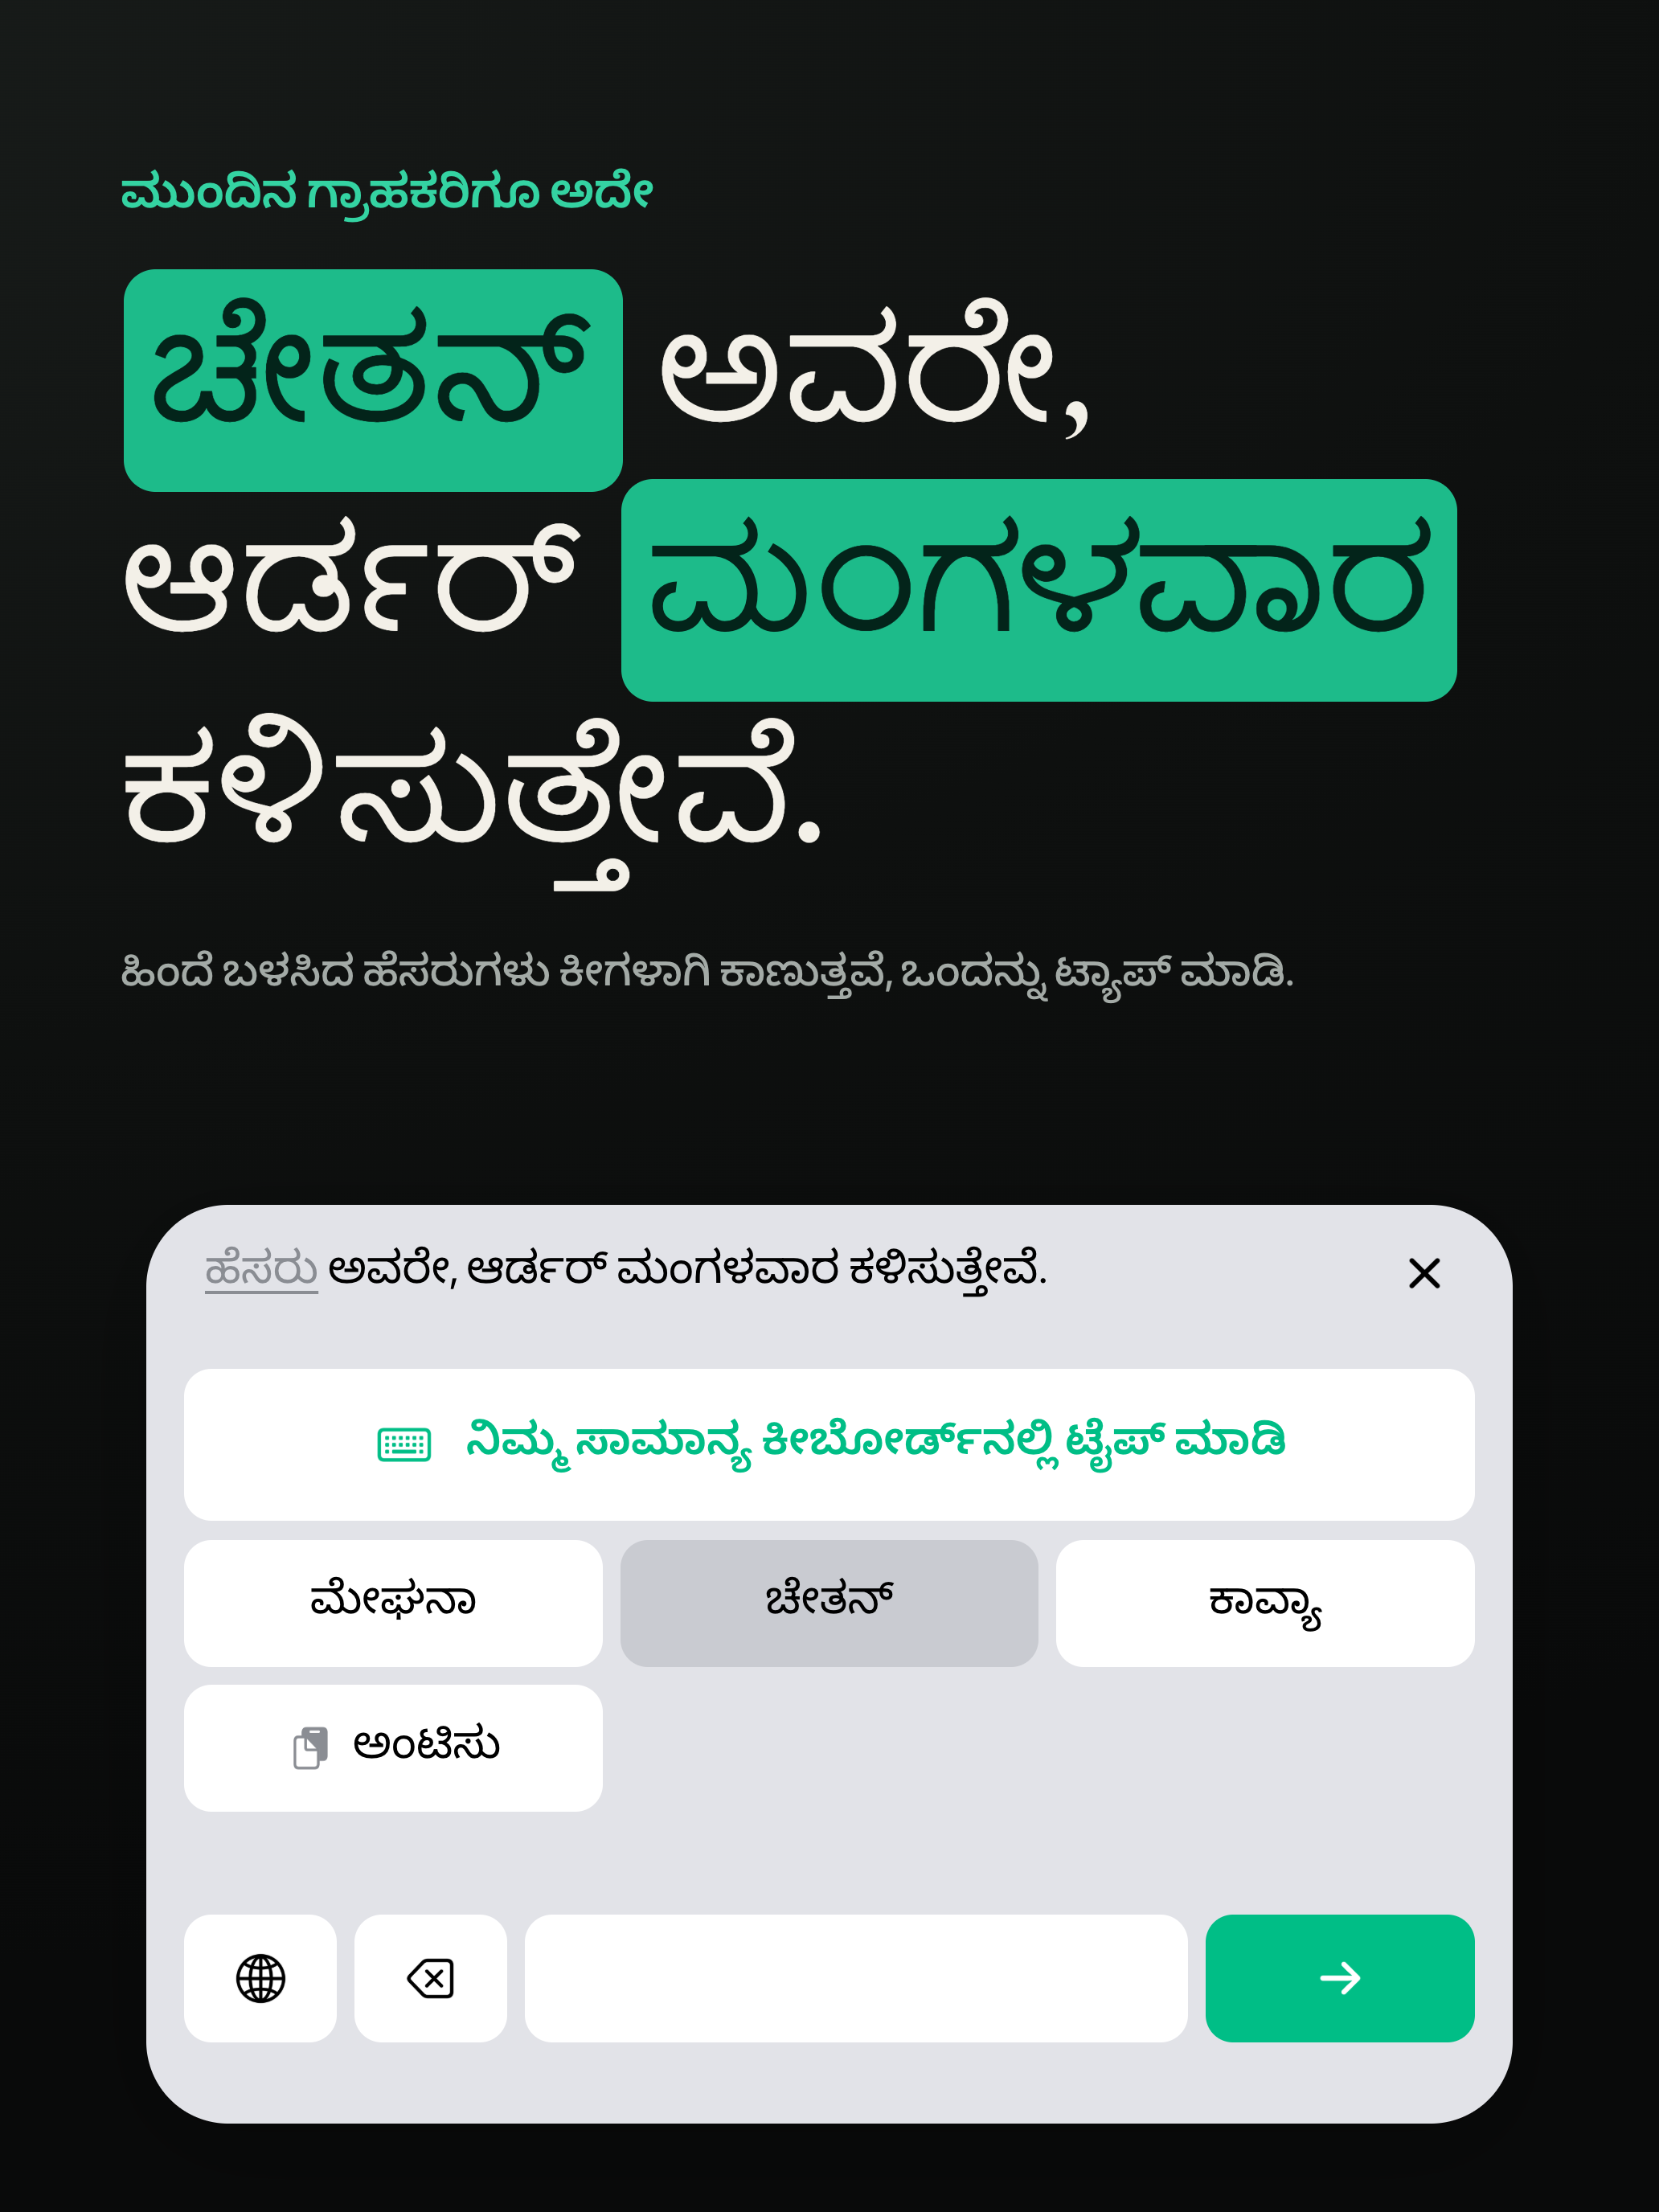 ಮುಂದಿನ ಗ್ರಾಹಕರಿಗೂ ಅದೇ
ಚೇತನ್ ಅವರೇ,
ಆರ್ಡರ್ ಮಂಗಳವಾರ
ಕಳಿಸುತ್ತೇವೆ.
ಹಿಂದೆ ಬಳಸಿದ ಹೆಸರುಗಳು ಕೀಗಳಾಗಿ ಕಾಣುತ್ತವೆ, ಒಂದನ್ನು ಟ್ಯಾಪ್ ಮಾಡಿ.
ಹೆಸರು ಅವರೇ, ಆರ್ಡರ್ ಮಂಗಳವಾರ ಕಳಿಸುತ್ತೇವೆ.
ನಿಮ್ಮ ಸಾಮಾನ್ಯ ಕೀಬೋರ್ಡ್‌ನಲ್ಲಿ ಟೈಪ್ ಮಾಡಿ
ಮೇಘನಾ ಚೇತನ್ ಕಾವ್ಯಾ
ಅಂಟಿಸು